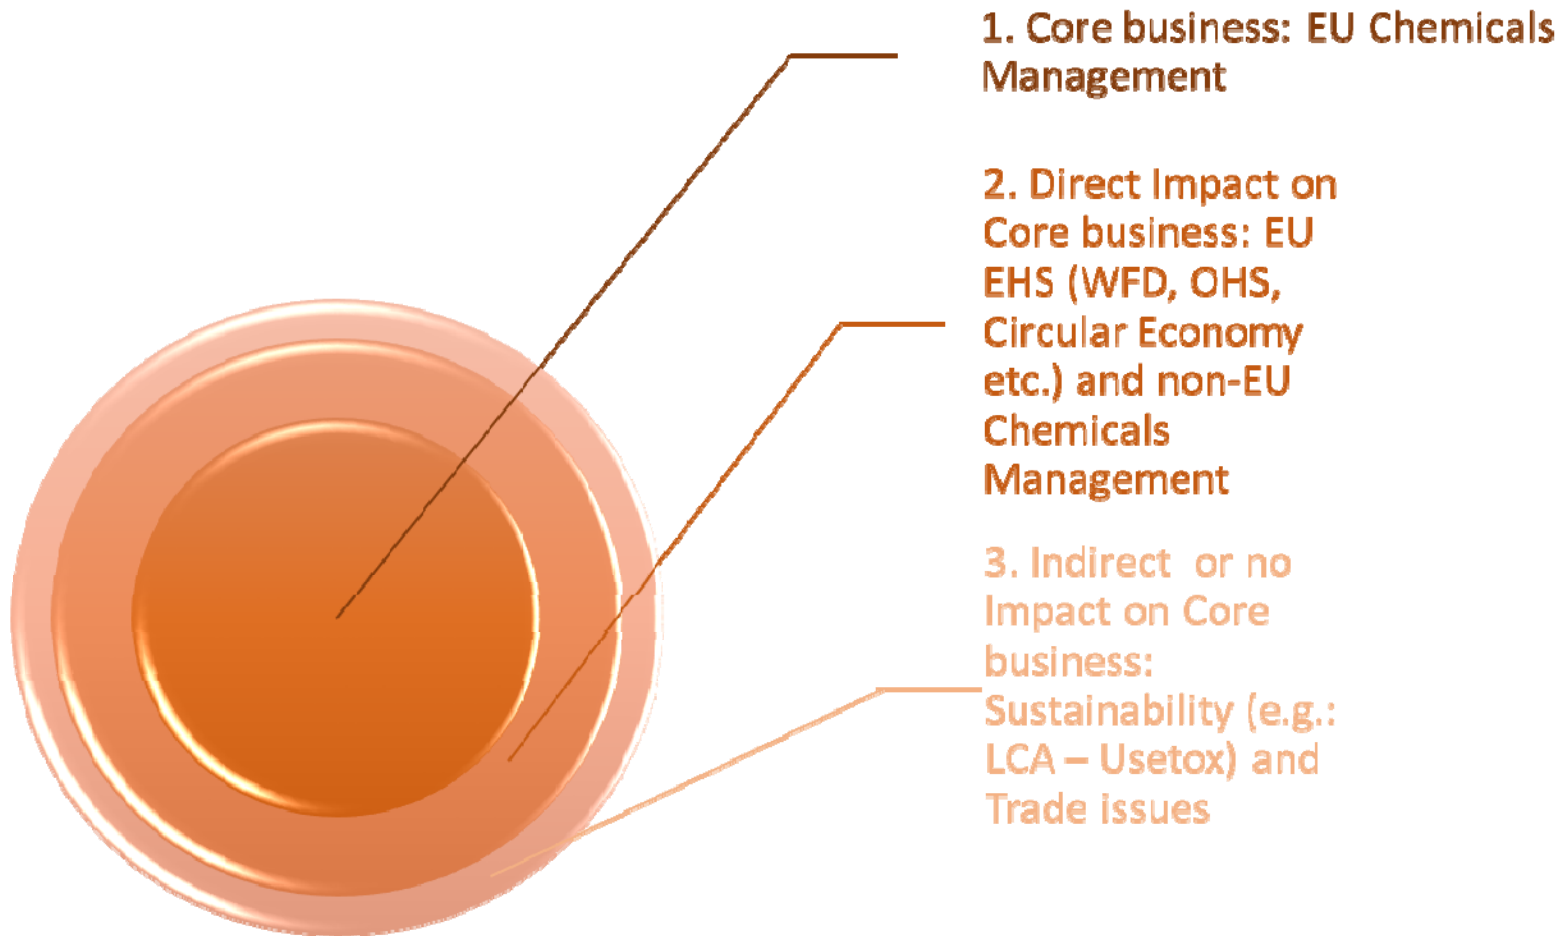 1. Core business: EU Chemicals
Management
2. Direct Impact on
Core business: EU
EHS (WFD, OHS,
Circular Economy
etc.) and non-EU
Chemicals
Management
3. Indirect  or no
Impact on Core
business:
Sustainability (e.g.:
LCA – Usetox) and
Trade issues